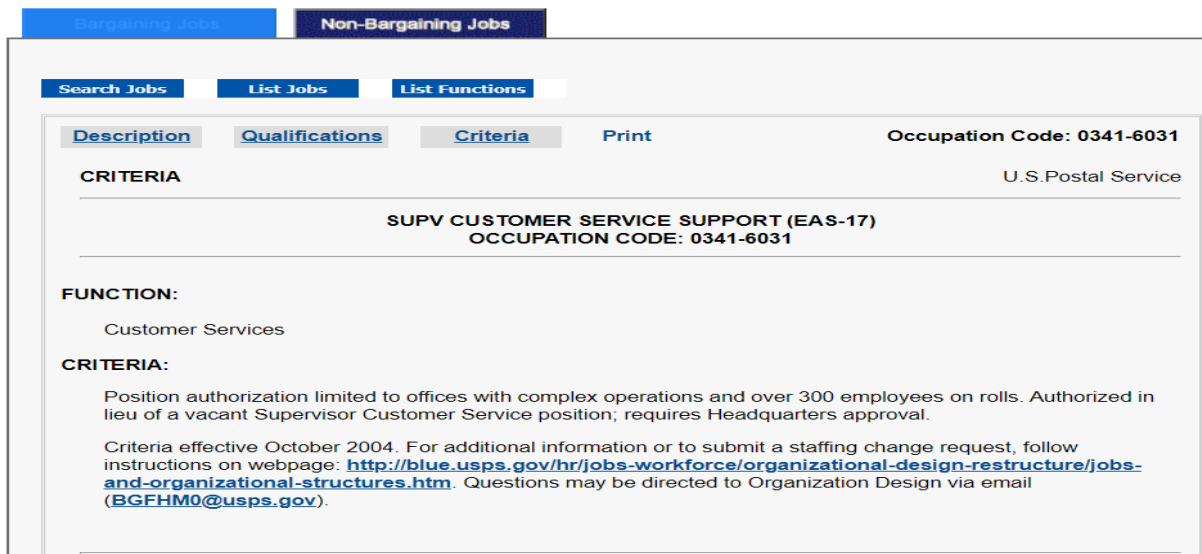 Bargaining Jobs Non-Bargaining Jobs
Search Jobs List Jobs List Functions
Description Qualifications Criteria Print Occupation Code: 0341-6031
CRITERIA U.S.Postal Service
SUPV CUSTOMER SERVICE SUPPORT (EAS-17)
OCCUPATION CODE: 0341-6031
FUNCTION:
Customer Services
CRITERIA:
Position authorization limited to offices with complex operations and over 300 employees on rolls. Authorized in
lieu of a vacant Supervisor Customer Service position; requires Headquarters approval.
Criteria effective October 2004. For additional information or to submit a staffing change request, follow
instructions on webpage: http://blue.usps.gov/hr/jobs-workforce/organizational-design-restructure/jobs-
and-organizational-structures.htm. Questions may be directed to Organization Design via email
(BGFHM0@usps.gov).